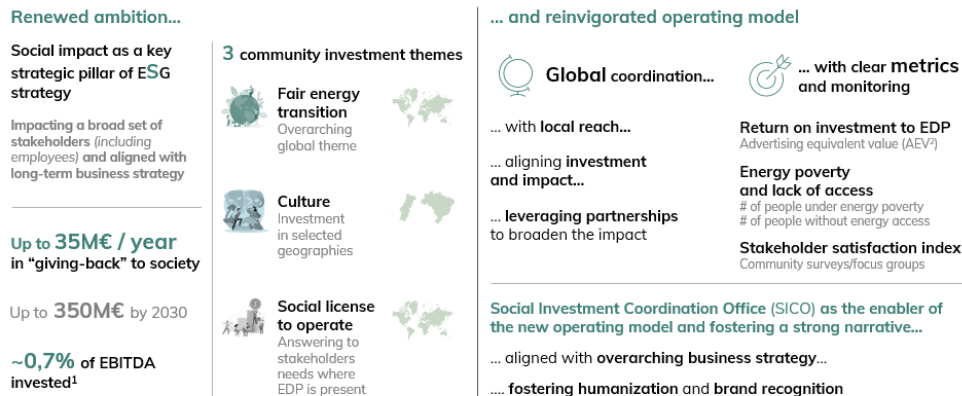 Renewed ambition...
Social impact as a key
strategic pillar of ESG
strategy
Impacting a broad set of
stakeholders (including
employees) and aligned with
long-term business strategy
Up to 35M€ / year
in “giving-back” to society
Up to 350M€ by 2030
~0,7% of EBITDA
invested¹
3 community investment themes
Fair energy
transition
Overarching
global theme
Culture
Investment
in selected
geographies
Social license
to operate
Answering to
stakeholders
needs where
EDP is present
... and reinvigorated operating model
Global coordination...
... with local reach...
... aligning investment
and impact...
... leveraging partnerships
to broaden the impact
... with clear metrics
and monitoring
Return on investment to EDP
Advertising equivalent value (AEV²)
Energy poverty
and lack of access
# of people under energy poverty
# of people without energy access
Stakeholder satisfaction index
Community surveys/focus groups
Social Investment Coordination Office (SICO) as the enabler of
the new operating model and fostering a strong narrative...
... aligned with overarching business strategy...
.... fostering humanization and brand recognition